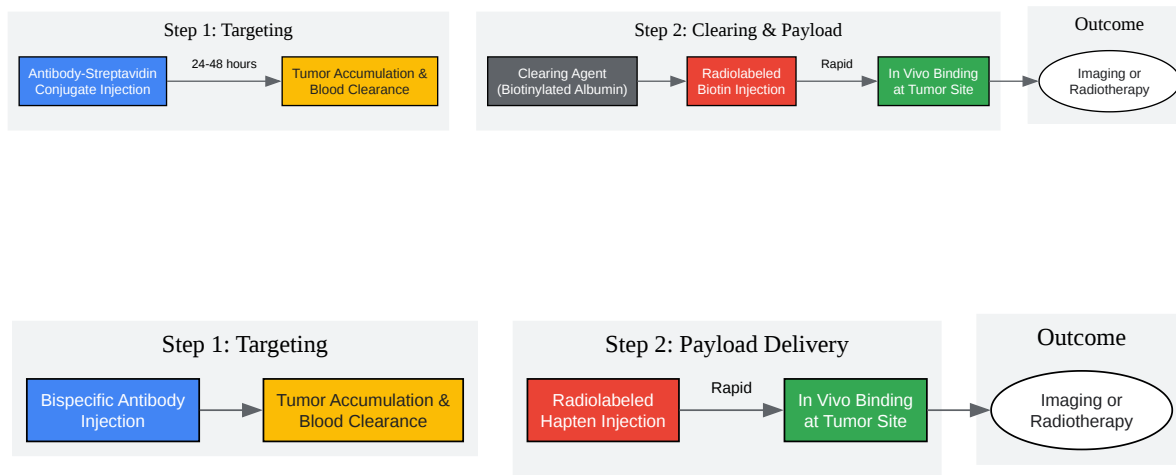 Step 1: Targeting
Antibody-Streptavidin
Conjugate Injection
24-48 hours
Tumor Accumulation &
Blood Clearance
Step 2: Clearing & Payload
Clearing Agent
(Biotinylated Albumin)
Radiolabeled
Biotin Injection
Rapid
In Vivo Binding
at Tumor Site
Outcome
Imaging or
Radiotherapy
Step 1: Targeting
Bispecific Antibody
Injection
Tumor Accumulation &
Blood Clearance
Step 2: Payload Delivery
Radiolabeled
Hapten Injection
Rapid
In Vivo Binding
at Tumor Site
Outcome
Imaging or
Radiotherapy